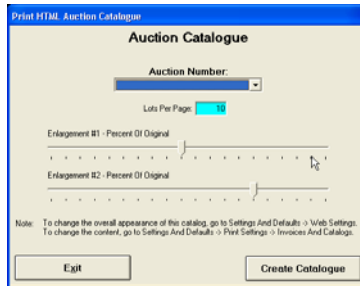 Print HTML Auction Catalogue
Auction Catalogue
Auction Number:
Lots Per Page: 10
Enlargement #1 - Percent Of Original
Enlargement #2 - Percent Of Original
Note: To change the overall appearance of this catalog, go to Settings And Defaults -> Web Settings.
To change the content, go to Settings And Defaults -> Print Settings -> Invoices And Catalogs.
Exit Create Catalogue